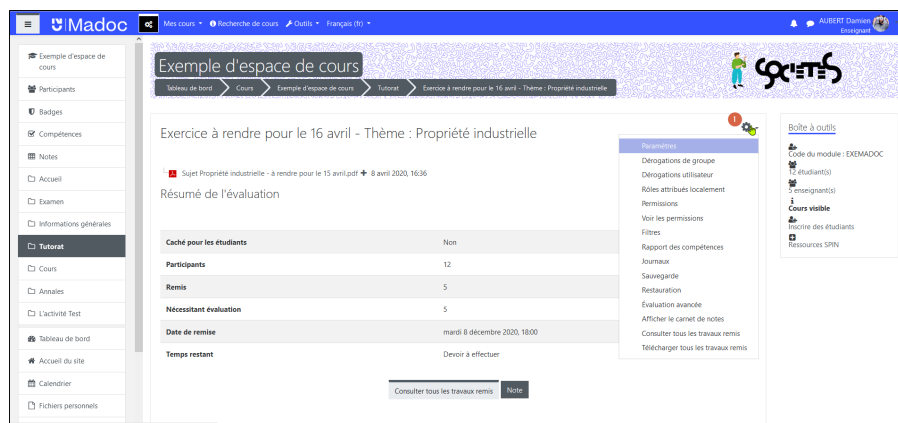 Madoc
Mes cours
Recherche de cours
Outils
Français (fr)
AUBERT Damien
Enseignant
Exemple d'espace de
cours
Participants
Badges
Compétences
Notes
Accueil
Examen
Informations générales
Tutorat
Cours
Annales
L'activité Test
Tableau de bord
Accueil du site
Calendrier
Fichiers personnels
Exemple d'espace de cours
Tableau de bord
Cours
Exemple d'espace de cours
Tutorat
Exercice à rendre pour le 16 avril - Thème : Propriété industrielle
SOCIETES
Exercice à rendre pour le 16 avril - Thème : Propriété industrielle
1
Sujet Propriété industrielle - à rendre pour le 15 avril.pdf
8 avril 2020, 16:36
Résumé de l'évaluation
Caché pour les étudiants Non
Participants 12
Remis 5
Nécessitant évaluation 5
Date de remise mardi 8 décembre 2020, 18:00
Temps restant Devoir à effectuer
Consulter tous les travaux remis
Note
Paramètres
Dérogations de groupe
Dérogations utilisateur
Rôles attribués localement
Permissions
Voir les permissions
Filtres
Rapport des compétences
Journaux
Sauvegarde
Restauration
Évaluation avancée
Afficher le carnet de notes
Consulter tous les travaux remis
Télécharger tous les travaux remis
Boîte à outils
Code du module : EXEMADOC
12 étudiant(s)
5 enseignant(s)
Cours visible
Inscrire des étudiants
Ressources SPIN